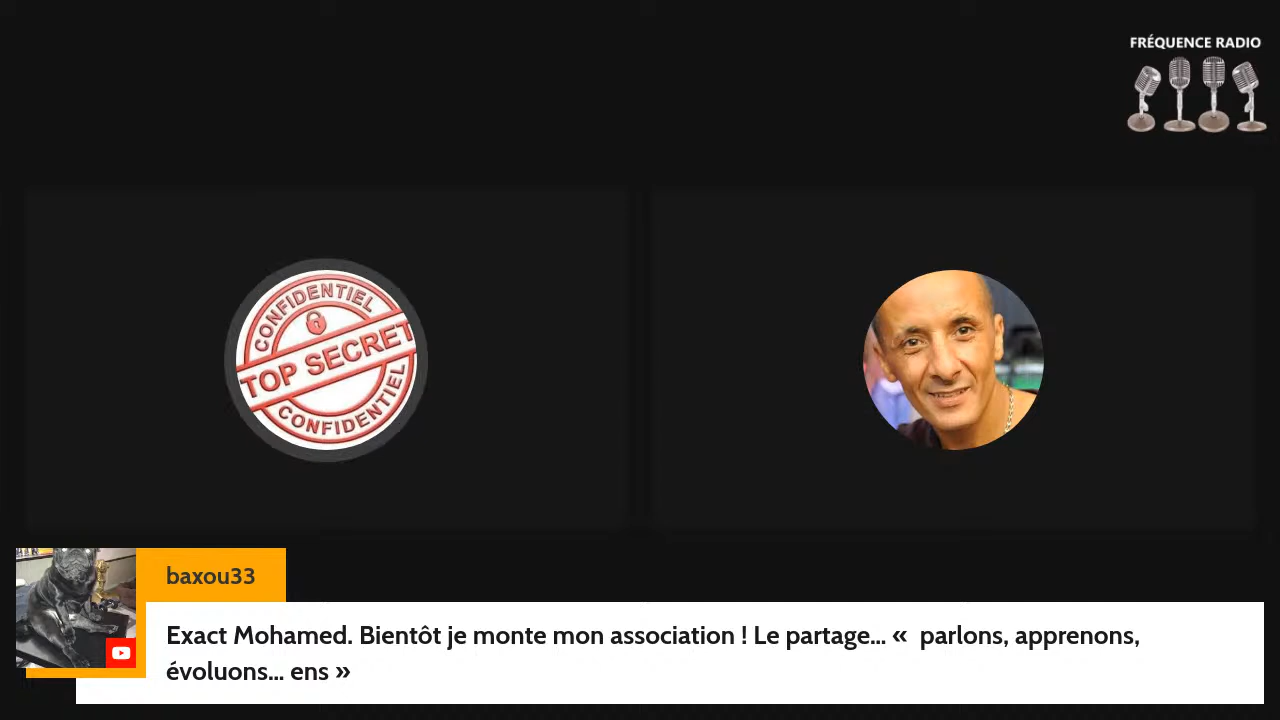 FRÉQUENCE RADIO
CONFIDENTIEL
TOP SECRET
CONFIDENTIEL
baxou33
Exact Mohamed. Bientôt je monte mon association ! Le partage... «  parlons, apprenons,
évoluons... ens »